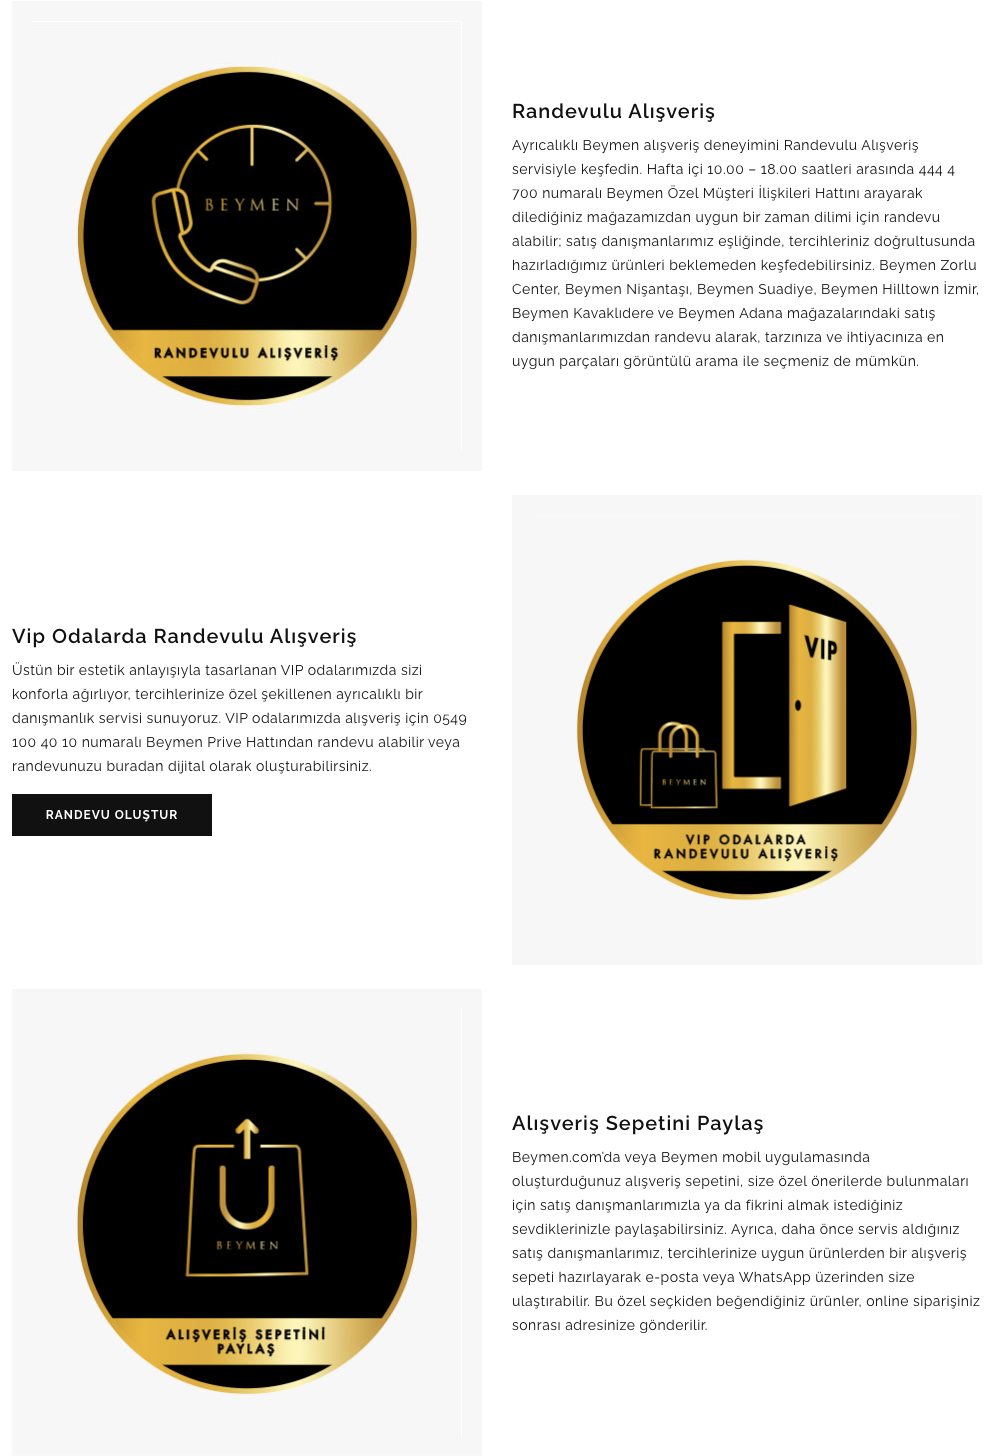 BEYMEN
RANDEVULU ALIŞVERİŞ
Randevulu Alışveriş
Ayrıcalıklı Beymen alışveriş deneyimini Randevulu Alışveriş
servisiyle keşfedin. Hafta içi 10.00 – 18.00 saatleri arasında 444 4
700 numaralı Beymen Özel Müşteri İlişkileri Hattını arayarak
dilediğiniz mağazamızdan uygun bir zaman dilimi için randevu
alabilir; satış danışmanlarımız eşliğinde, tercihleriniz doğrultusunda
hazırladığımız ürünleri beklemeden keşfedebilirsiniz. Beymen Zorlu
Center, Beymen Nişantaşı, Beymen Suadiye, Beymen Hilltown İzmir,
Beymen Kavaklıdere ve Beymen Adana mağazalarındaki satış
danışmanlarımızdan randevu alarak, tarzınıza ve ihtiyacınıza en
uygun parçaları görüntülü arama ile seçmeniz de mümkün.
Vip Odalarda Randevulu Alışveriş
Üstün bir estetik anlayışıyla tasarlanan VIP odalarımızda sizi
konforla ağırlıyor, tercihlerinize özel şekillenen ayrıcalıklı bir
danışmanlık servisi sunuyoruz. VIP odalarımızda alışveriş için 0549
100 40 10 numaralı Beymen Prive Hattından randevu alabilir veya
randevunuzu buradan dijital olarak oluşturabilirsiniz.
RANDEVU OLUŞTUR
VIP
BEYMEN
VIP ODALARDA
RANDEVULU ALIŞVERİŞ
BEYMEN
ALIŞVERİŞ SEPETİNİ
PAYLAŞ
Alışveriş Sepetini Paylaş
Beymen.com'da veya Beymen mobil uygulamasında
oluşturduğunuz alışveriş sepetini, size özel önerilerde bulunmaları
için satış danışmanlarımızla ya da fikrini almak istediğiniz
sevdiklerinizle paylaşabilirsiniz. Ayrıca, daha önce servis aldığınız
satış danışmanlarımız, tercihlerinize uygun ürünlerden bir alışveriş
sepeti hazırlayarak e-posta veya WhatsApp üzerinden size
ulaştırabilir. Bu özel seçkiden beğendiğiniz ürünler, online siparişiniz
sonrası adresinize gönderilir.